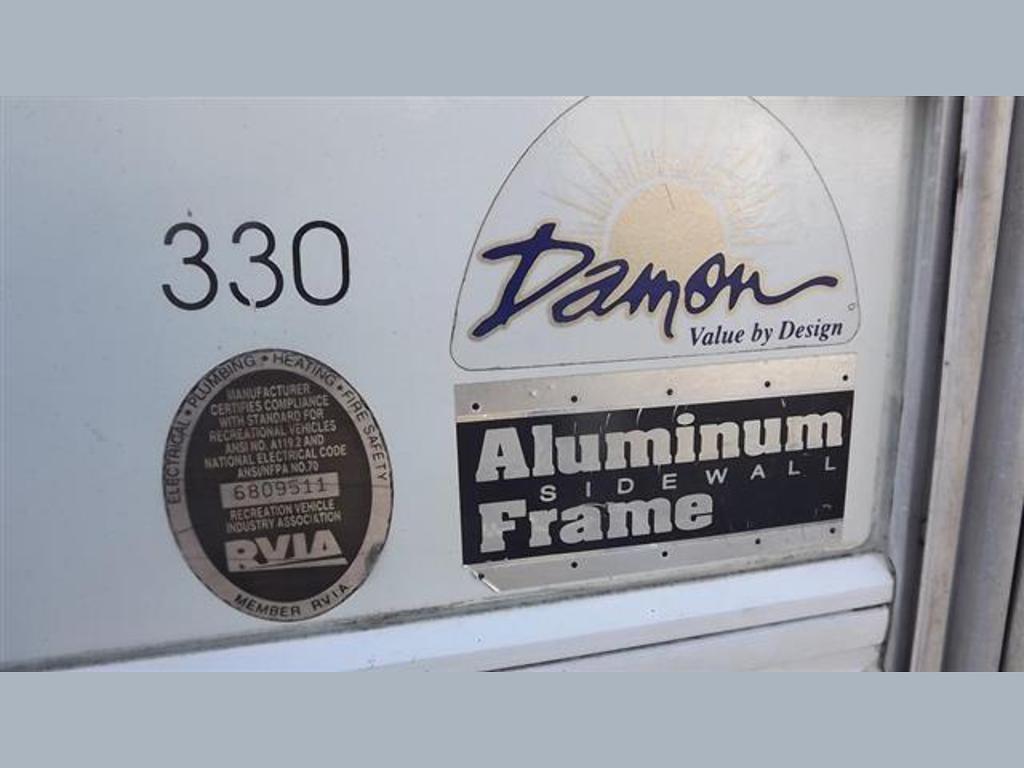 330
Damon
Value by Design
ELECTRICAL • PLUMBING • HEATING • FIRE SAFETY
MANUFACTURER
CERTIFIES COMPLIANCE
WITH STANDARD FOR
RECREATIONAL VEHICLES
ANSI NO. A119.2 AND
NATIONAL ELECTRICAL CODE
ANSI/NFPA NO. 70
6809511
RECREATION VEHICLE
INDUSTRY ASSOCIATION
RVIA
MEMBER RVIA
Aluminum
SIDEWALL
Frame